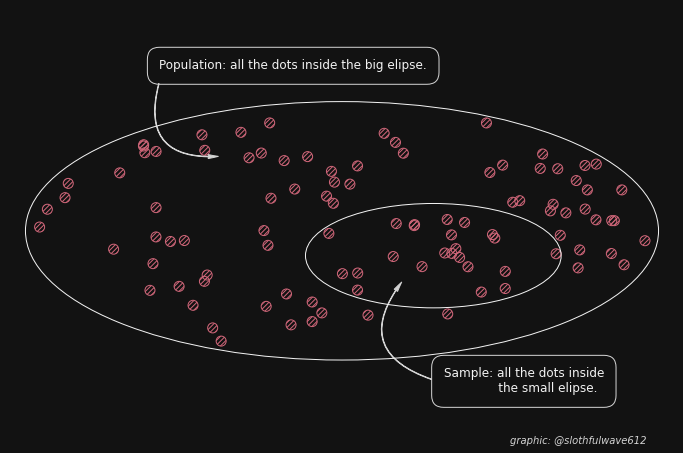 Population: all the dots inside the big elipse.
Sample: all the dots inside
the small elipse.
graphic: @slothfulwave612